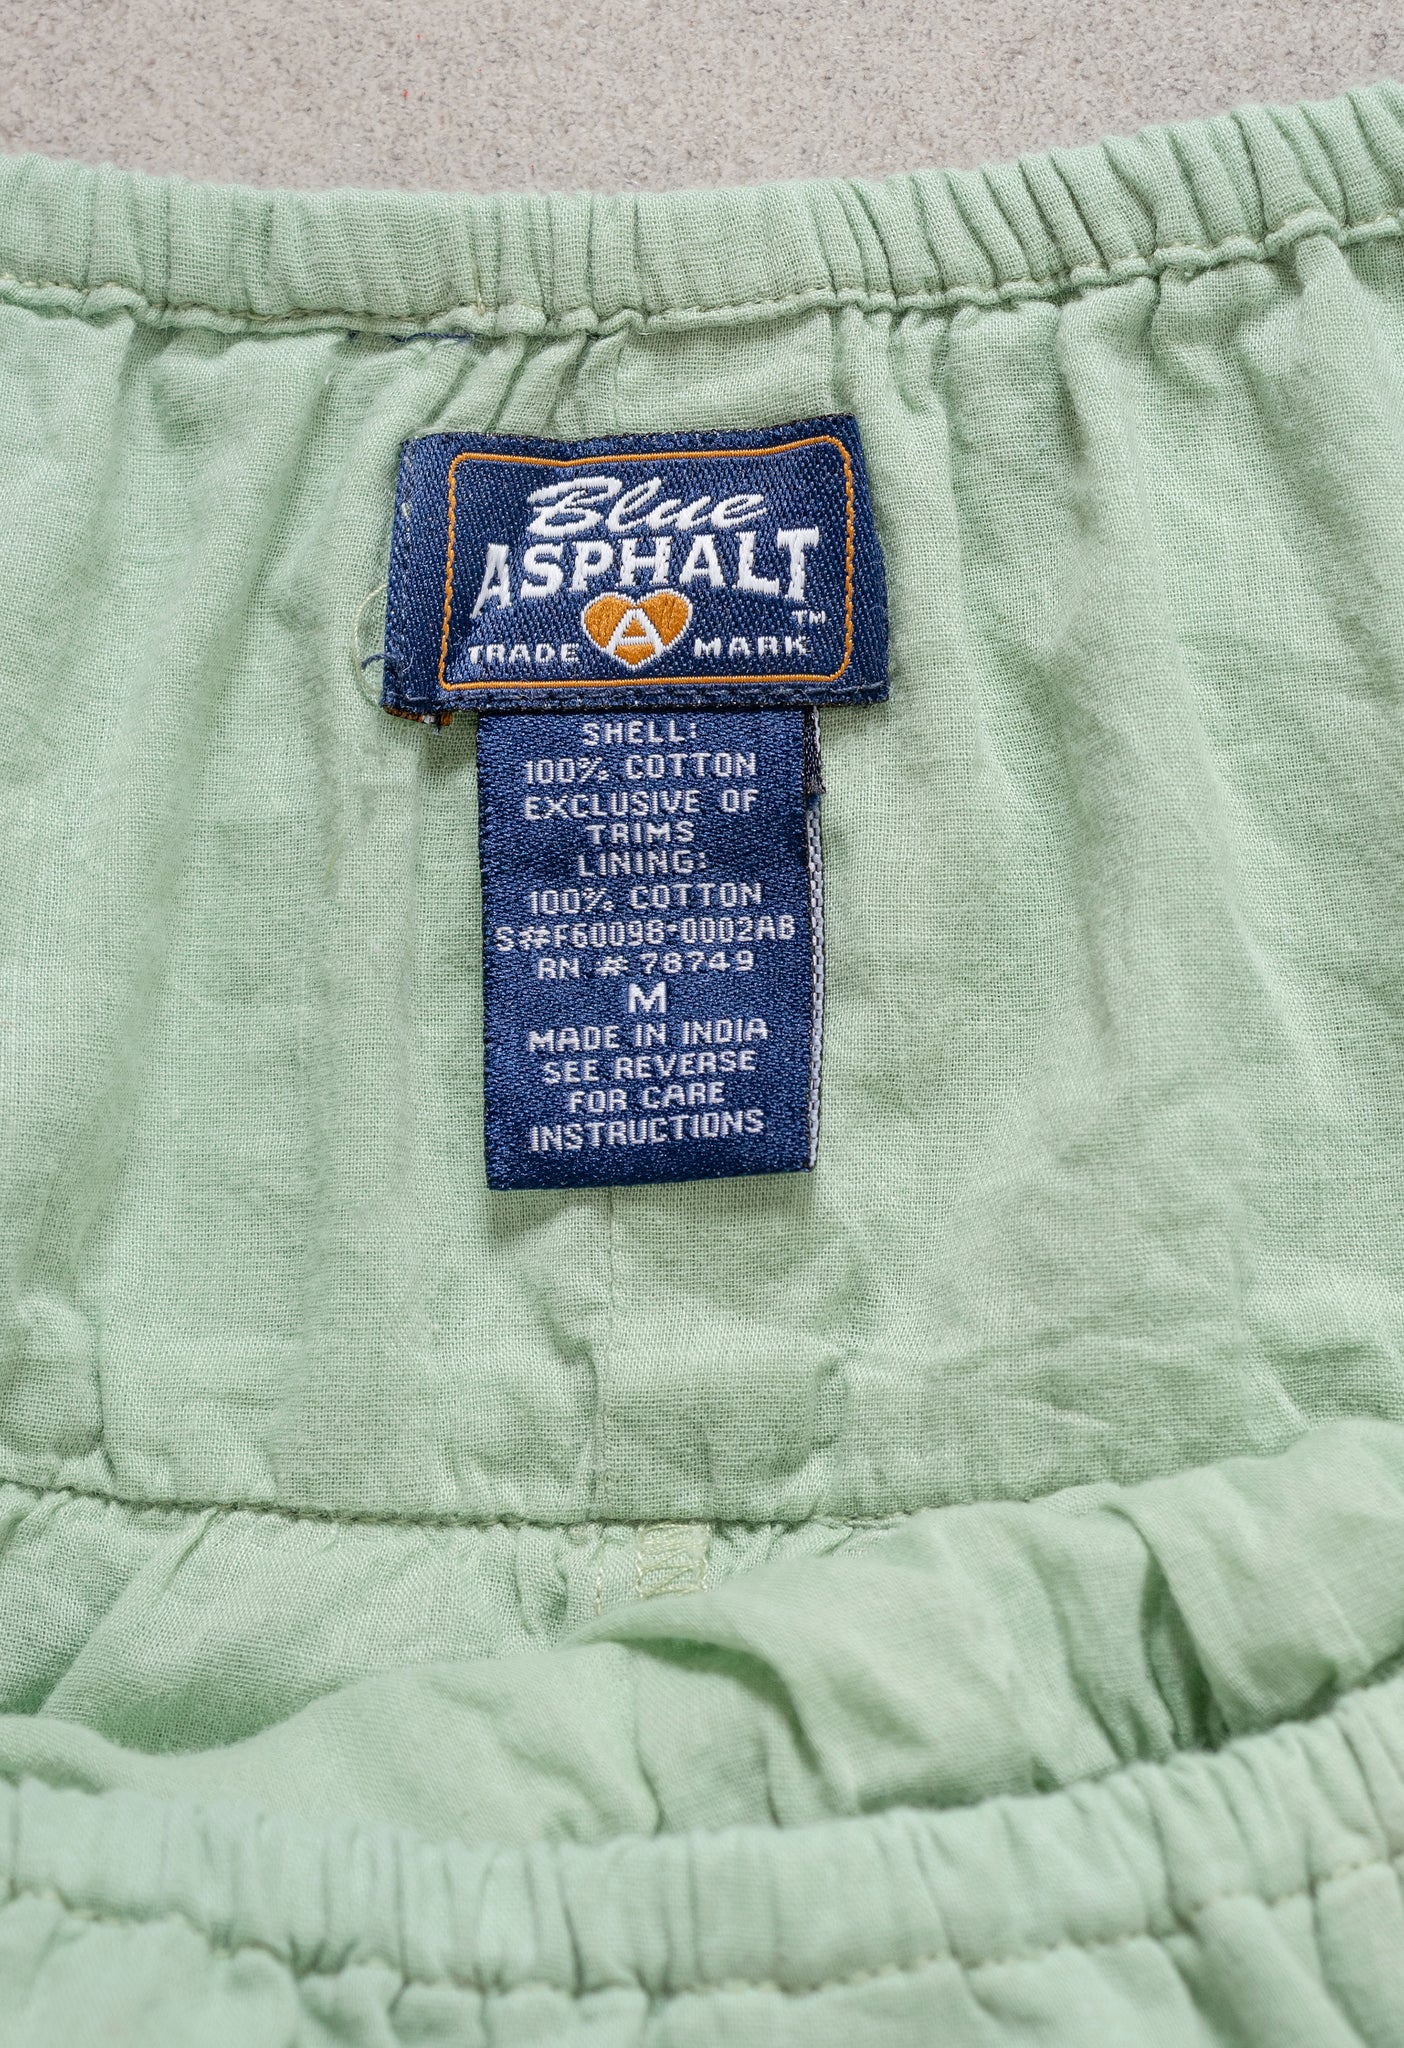 Blue
ASPHALT
TM
TRADE A MARK
SHELL:
100% COTTON
EXCLUSIVE OF
TRIMS
LINING:
100% COTTON
S#F60098-0002AB
RN # 78749
M
MADE IN INDIA
SEE REVERSE
FOR CARE
INSTRUCTIONS